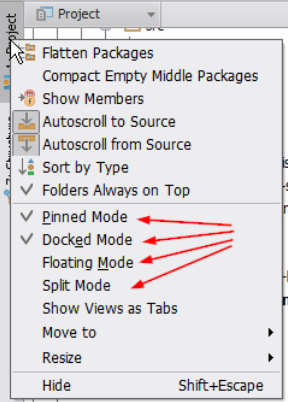 Project
1: Project
Flatten Packages
Compact Empty Middle Packages
Show Members
Autoscroll to Source
Autoscroll from Source
Sort by Type
Folders Always on Top
Pinned Mode
Docked Mode
Floating Mode
Split Mode
Show Views as Tabs
Move to
Resize
Hide Shift+Escape